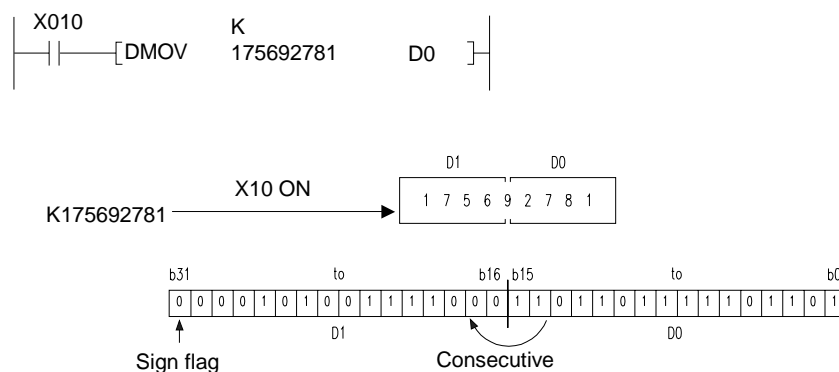 X010
K
DMOV 175692781 D0
D1 D0
X10 ON
1 7 5 6 9 2 7 8 1
K175692781
b31 to b16 b15 to b0
0 0 0 0 1 0 1 0 0 1 1 1 1 0 0 0 1 1 0 1 1 0 1 1 1 1 1 0 1 1 0 1
D1 D0
Sign flag Consecutive